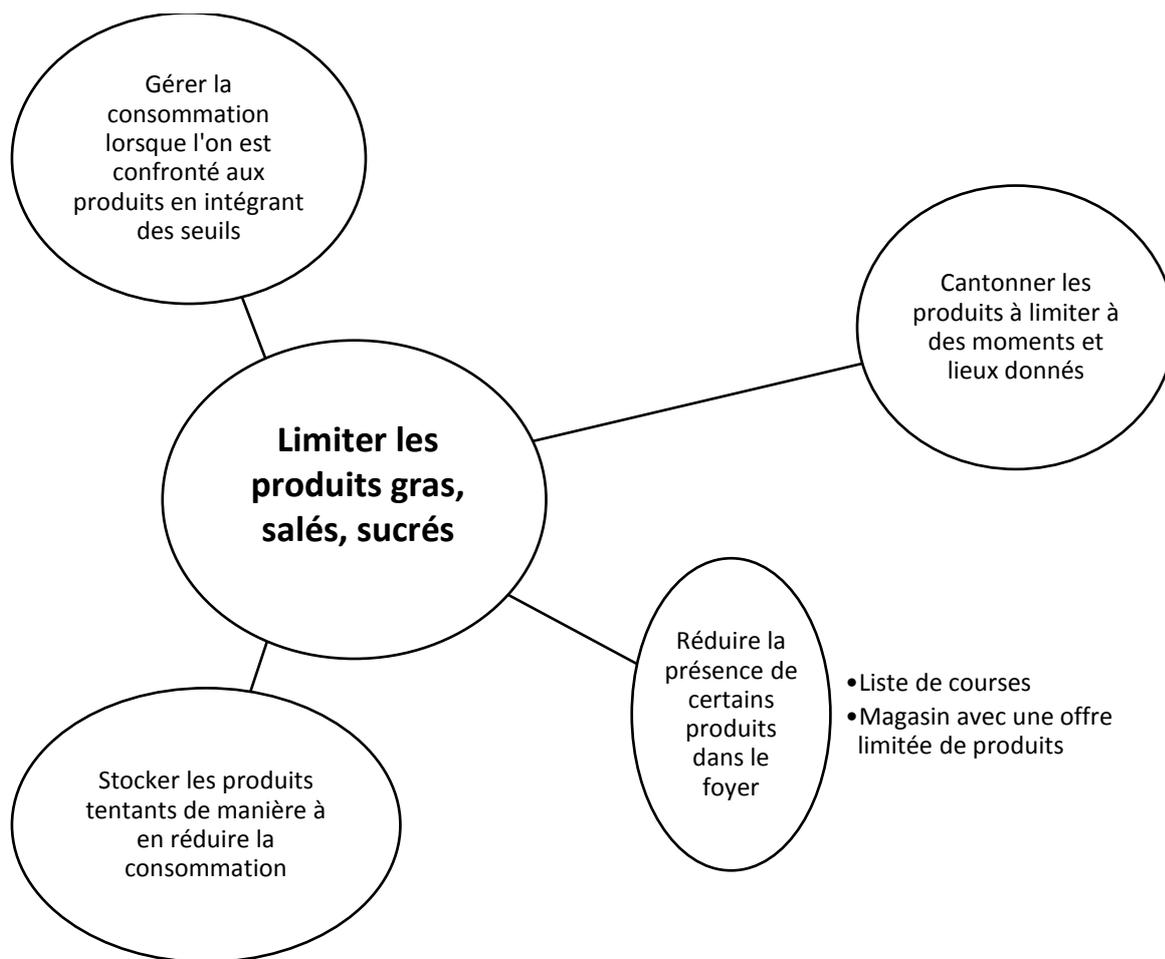 Gérer la
consommation
lorsque l'on est
confronté aux
produits en intégrant
des seuils
Cantonner les
produits à limiter à
des moments et
lieux donnés
Limiter les
produits gras,
salés, sucrés
Réduire la
présence de
certains
produits
dans le
foyer
•Liste de courses
•Magasin avec une offre
limitée de produits
Stocker les produits
tentants de manière à
en réduire la
consommation